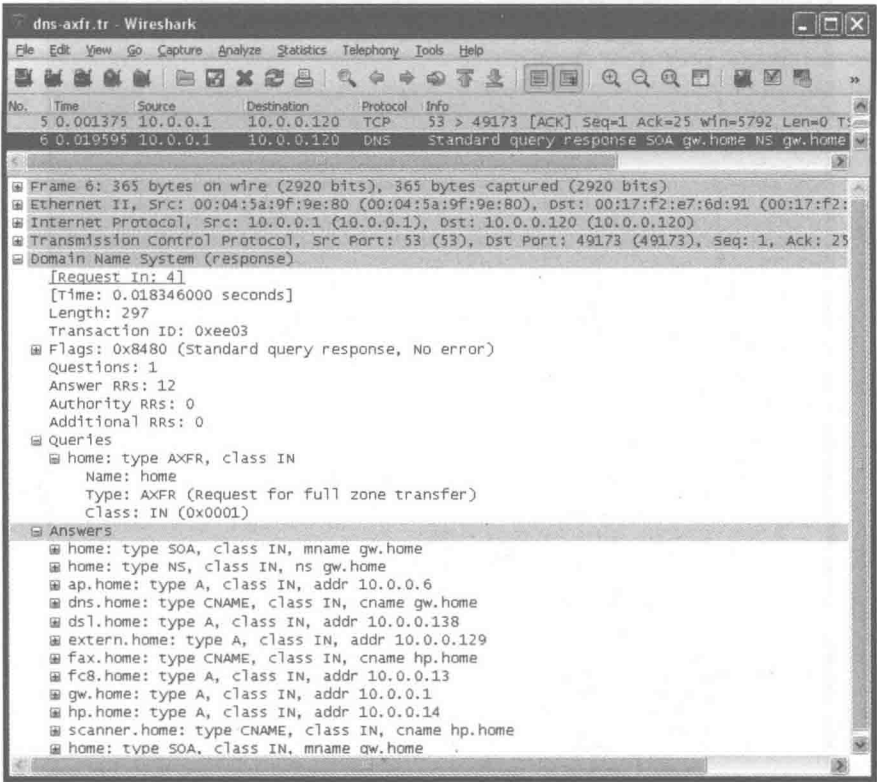 dns-axfr.tr - Wireshark
File Edit View Go Capture Analyze Statistics Telephony Tools Help
No. Time Source Destination Protocol Info
5 0.001375 10.0.0.1 10.0.0.120 TCP 53 > 49173 [ACK] Seq=1 Ack=25 Win=5792 Len=0 TS
6 0.019595 10.0.0.1 10.0.0.120 DNS Standard query response SOA gw.home NS gw.home
Frame 6: 365 bytes on wire (2920 bits), 365 bytes captured (2920 bits)
Ethernet II, Src: 00:04:5a:9f:9e:80 (00:04:5a:9f:9e:80), Dst: 00:17:f2:e7:6d:91 (00:17:f2:
Internet Protocol, Src: 10.0.0.1 (10.0.0.1), Dst: 10.0.0.120 (10.0.0.120)
Transmission Control Protocol, Src Port: 53 (53), Dst Port: 49173 (49173), Seq: 1, Ack: 25
Domain Name System (response)
[Request In: 4]
[Time: 0.018346000 seconds]
Length: 297
Transaction ID: 0xee03
Flags: 0x8480 (Standard query response, No error)
Questions: 1
Answer RRs: 12
Authority RRs: 0
Additional RRs: 0
Queries
home: type AXFR, class IN
Name: home
Type: AXFR (Request for full zone transfer)
Class: IN (0x0001)
Answers
home: type SOA, class IN, mname gw.home
home: type NS, class IN, ns gw.home
ap.home: type A, class IN, addr 10.0.0.6
dns.home: type CNAME, class IN, cname gw.home
dsl.home: type A, class IN, addr 10.0.0.138
extern.home: type A, class IN, addr 10.0.0.129
fax.home: type CNAME, class IN, cname hp.home
fc8.home: type A, class IN, addr 10.0.0.13
gw.home: type A, class IN, addr 10.0.0.1
hp.home: type A, class IN, addr 10.0.0.14
scanner.home: type CNAME, class IN, cname hp.home
home: type SOA, class IN, mname gw.home